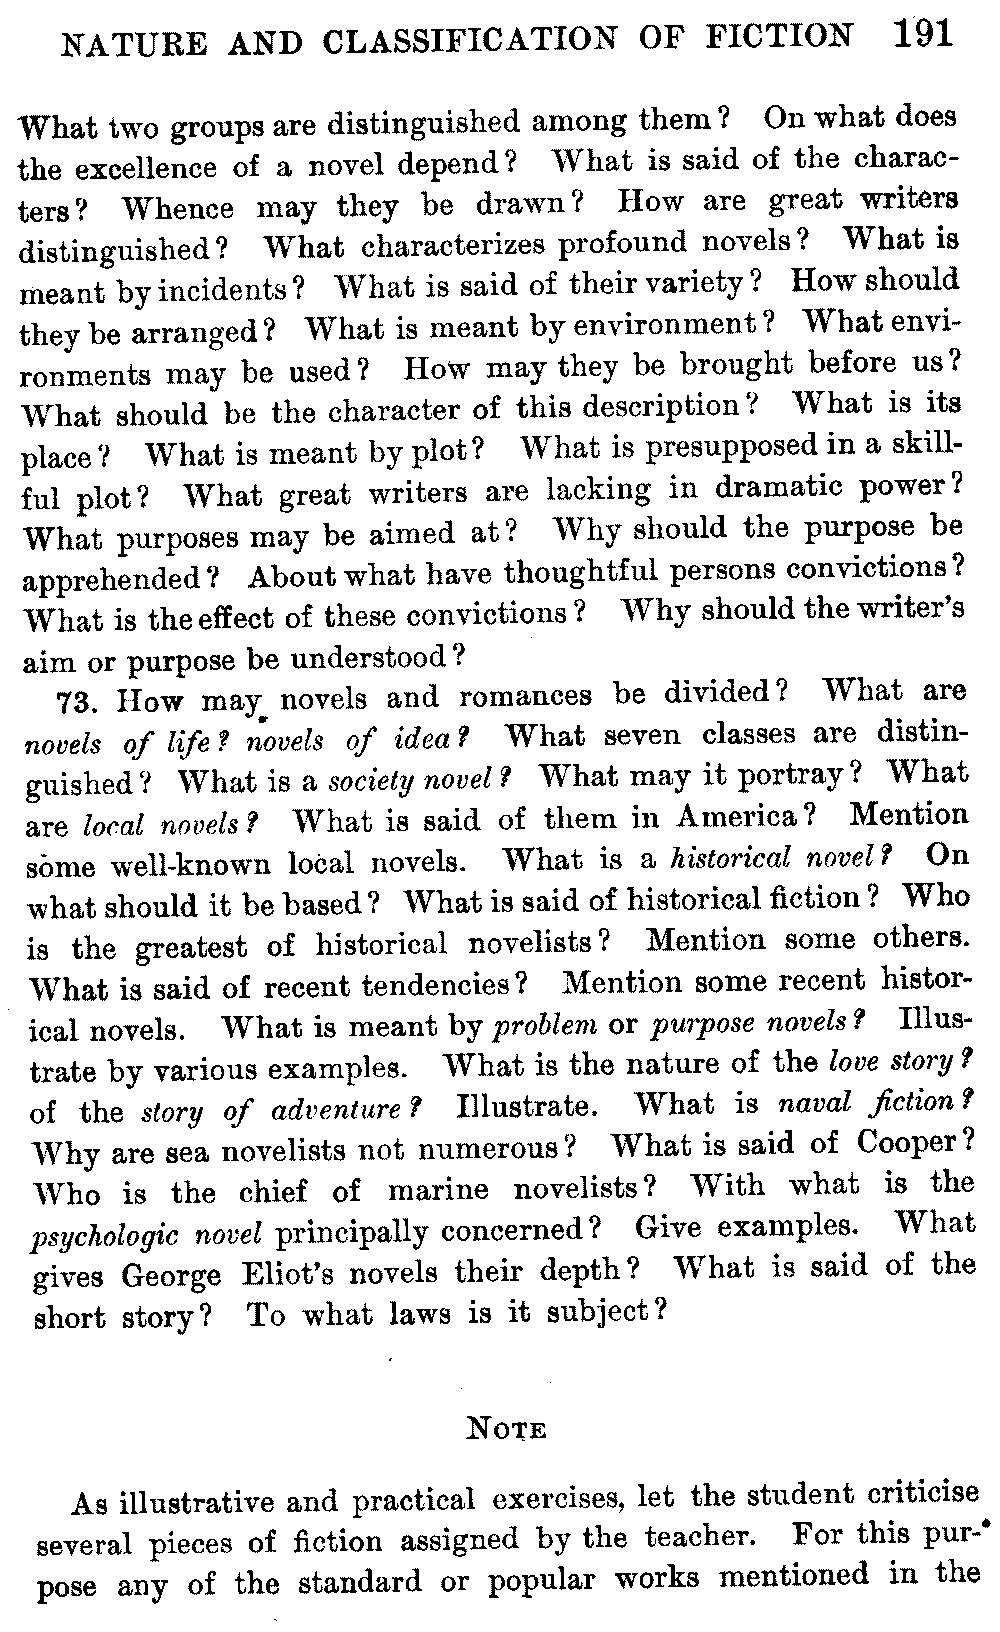 NATURE AND CLASSIFICATION OF FICTION 191
What two groups are distinguished among them? On what does
the excellence of a novel depend? What is said of the charac-
ters? Whence may they be drawn? How are great writers
distinguished? What characterizes profound novels? What is
meant by incidents? What is said of their variety? How should
they be arranged? What is meant by environment? What envi-
ronments may be used? How may they be brought before us?
What should be the character of this description? What is its
place? What is meant by plot? What is presupposed in a skill-
ful plot? What great writers are lacking in dramatic power?
What purposes may be aimed at? Why should the purpose be
apprehended? About what have thoughtful persons convictions?
What is the effect of these convictions? Why should the writer's
aim or purpose be understood?
73. How may novels and romances be divided? What are
novels of life? novels of idea? What seven classes are distin-
guished? What is a society novel? What may it portray? What
are local novels? What is said of them in America? Mention
some well-known local novels. What is a historical novel? On
what should it be based? What is said of historical fiction? Who
is the greatest of historical novelists? Mention some others.
What is said of recent tendencies? Mention some recent histor-
ical novels. What is meant by problem or purpose novels? Illus-
trate by various examples. What is the nature of the love story?
of the story of adventure? Illustrate. What is naval fiction?
Why are sea novelists not numerous? What is said of Cooper?
Who is the chief of marine novelists? With what is the
psychologic novel principally concerned? Give examples. What
gives George Eliot's novels their depth? What is said of the
short story? To what laws is it subject?
NOTE
As illustrative and practical exercises, let the student criticise
several pieces of fiction assigned by the teacher. For this pur-
pose any of the standard or popular works mentioned in the